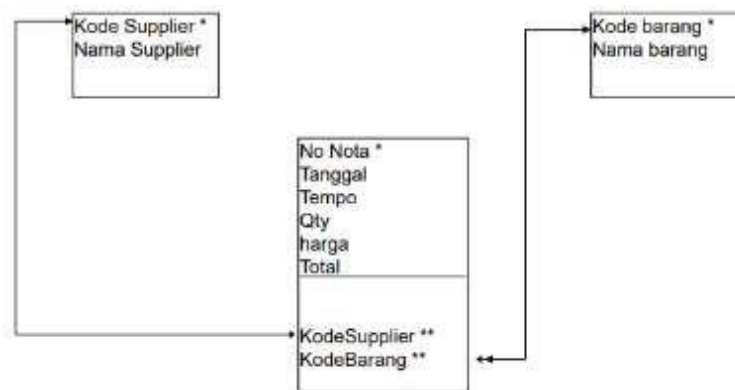 Kode Supplier *
Nama Supplier
Kode barang *
Nama barang
No Nota *
Tanggal
Tempo
Qty
harga
Total
KodeSupplier **
KodeBarang **